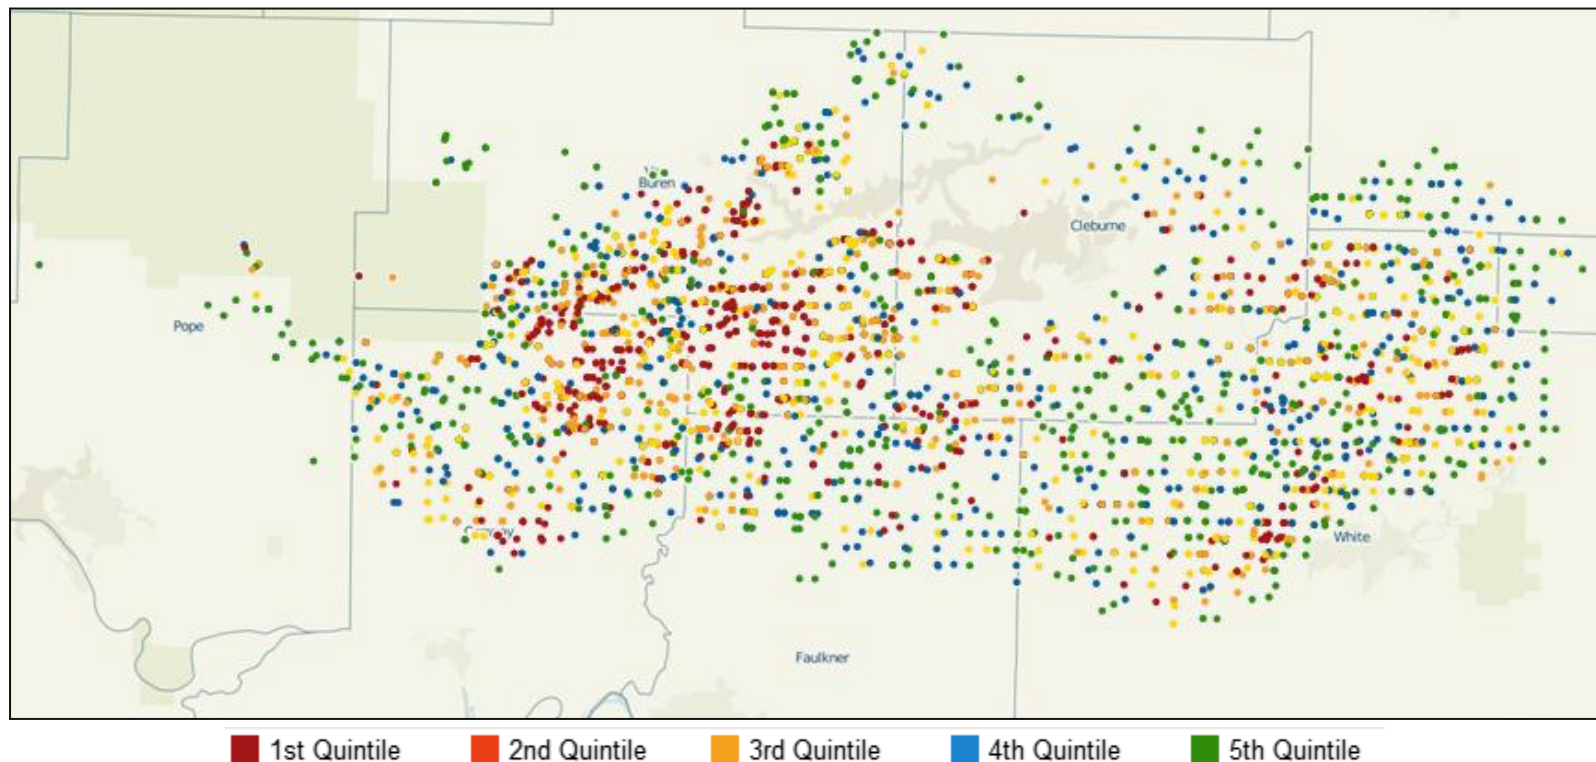 Buren
Cleburne
Pope
White
Faulkner
1st Quintile 2nd Quintile 3rd Quintile 4th Quintile 5th Quintile